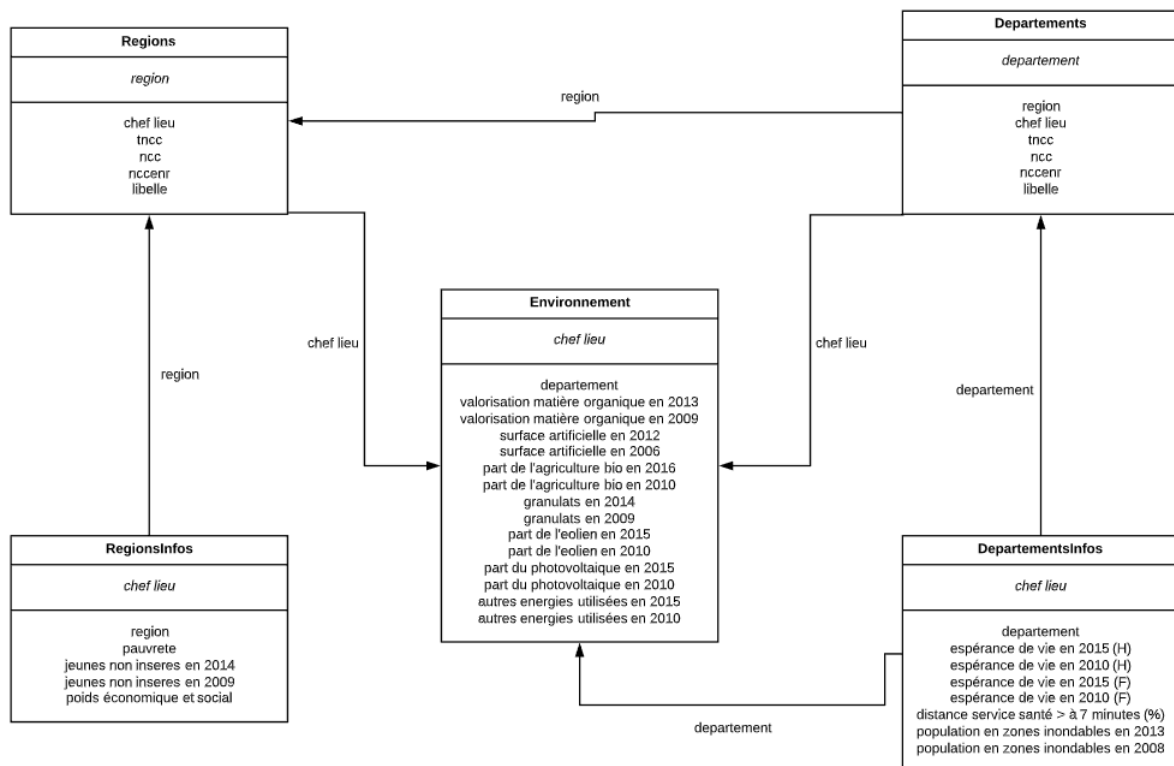 Regions
region
chef lieu
tncc
ncc
nccenr
libelle
Departements
departement
region
chef lieu
tncc
ncc
nccenr
libelle
region
chef lieu
chef lieu
region
departement
Environnement
chef lieu
departement
valorisation matière organique en 2013
valorisation matière organique en 2009
surface artificielle en 2012
surface artificielle en 2006
part de l'agriculture bio en 2016
part de l'agriculture bio en 2010
granulats en 2014
granulats en 2009
part de l'eolien en 2015
part de l'eolien en 2010
part du photovoltaique en 2015
part du photovoltaique en 2010
autres energies utilisées en 2015
autres energies utilisées en 2010
RegionsInfos
chef lieu
region
pauvrete
jeunes non inseres en 2014
jeunes non inseres en 2009
poids économique et social
DepartementsInfos
chef lieu
departement
espérance de vie en 2015 (H)
espérance de vie en 2010 (H)
espérance de vie en 2015 (F)
espérance de vie en 2010 (F)
distance service santé > à 7 minutes (%)
population en zones inondables en 2013
population en zones inondables en 2008
departement